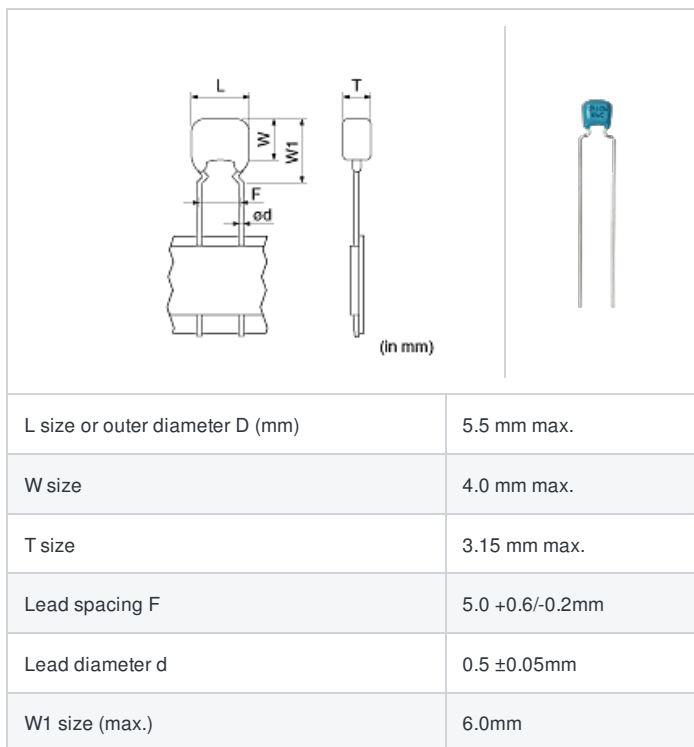 L
T
W
W1
F
ød
(in mm)
L size or outer diameter D (mm) 5.5 mm max.
W size 4.0 mm max.
T size 3.15 mm max.
Lead spacing F 5.0 +0.6/-0.2mm
Lead diameter d 0.5 ±0.05mm
W1 size (max.) 6.0mm